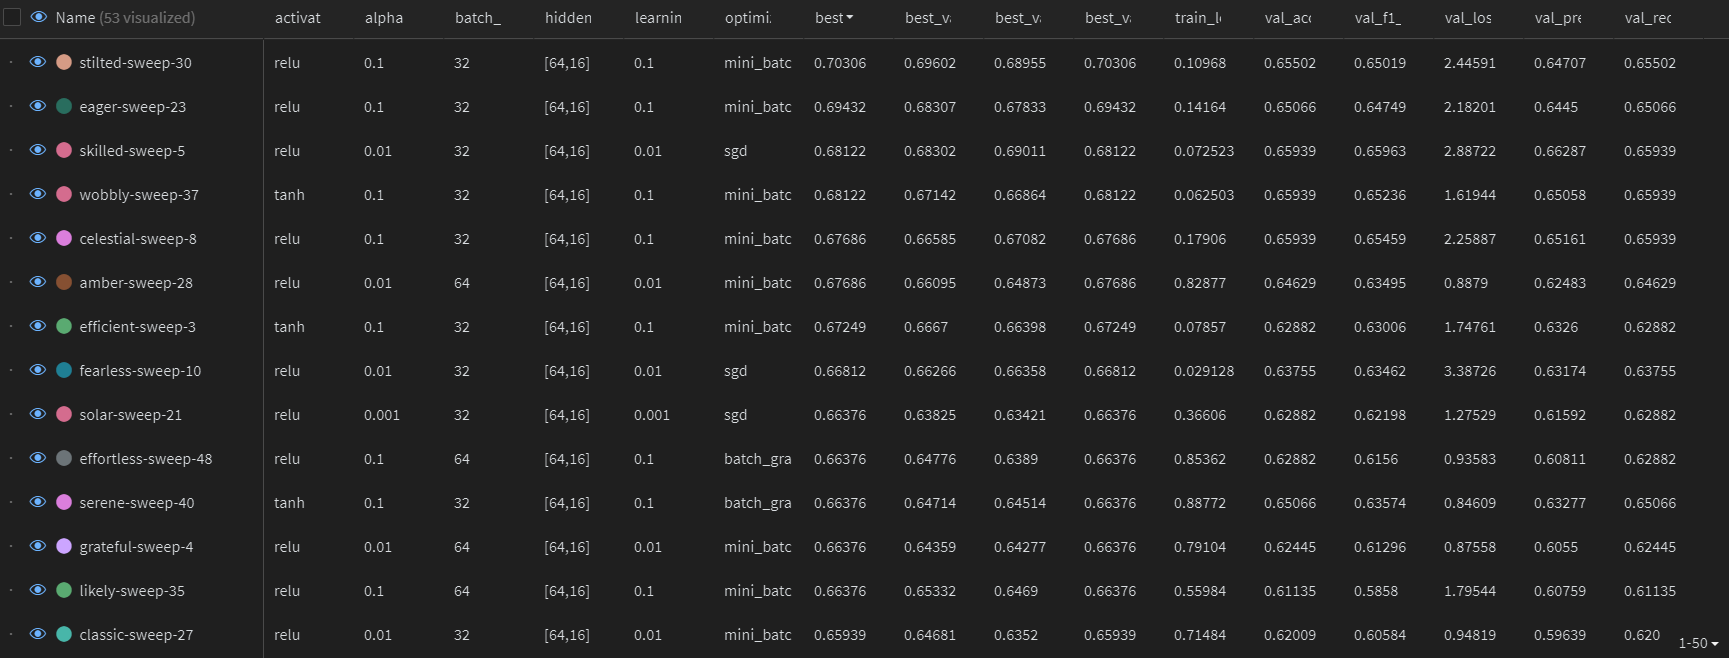 Name (53 visualized) activat alpha batch_ hidden learnin optimi: best best_v best_v best_v train_l val_acc val_f1_ val_los val_pre val_rec
stilted-sweep-30 relu 0.1 32 [64,16] 0.1 mini_batc 0.70306 0.69602 0.68955 0.70306 0.10968 0.65502 0.65019 2.44591 0.64707 0.65502
eager-sweep-23 relu 0.1 32 [64,16] 0.1 mini_batc 0.69432 0.68307 0.67833 0.69432 0.14164 0.65066 0.64749 2.18201 0.6445 0.65066
skilled-sweep-5 relu 0.01 32 [64,16] 0.01 sgd 0.68122 0.68302 0.69011 0.68122 0.072523 0.65939 0.65963 2.88722 0.66287 0.65939
wobbly-sweep-37 tanh 0.1 32 [64,16] 0.1 mini_batc 0.68122 0.67142 0.66864 0.68122 0.062503 0.65939 0.65236 1.61944 0.65058 0.65939
celestial-sweep-8 relu 0.1 32 [64,16] 0.1 mini_batc 0.67686 0.66585 0.67082 0.67686 0.17906 0.65939 0.65459 2.25887 0.65161 0.65939
amber-sweep-28 relu 0.01 64 [64,16] 0.01 mini_batc 0.67686 0.66095 0.64873 0.67686 0.82877 0.64629 0.63495 0.8879 0.62483 0.64629
efficient-sweep-3 tanh 0.1 32 [64,16] 0.1 mini_batc 0.67249 0.6667 0.66398 0.67249 0.07857 0.62882 0.63006 1.74761 0.6326 0.62882
fearless-sweep-10 relu 0.01 32 [64,16] 0.01 sgd 0.66812 0.66266 0.66358 0.66812 0.029128 0.63755 0.63462 3.38726 0.63174 0.63755
solar-sweep-21 relu 0.001 32 [64,16] 0.001 sgd 0.66376 0.63825 0.63421 0.66376 0.36606 0.62882 0.62198 1.27529 0.61592 0.62882
effortless-sweep-48 relu 0.1 64 [64,16] 0.1 batch_gra 0.66376 0.64776 0.6389 0.66376 0.85362 0.62882 0.6156 0.93583 0.60811 0.62882
serene-sweep-40 tanh 0.1 32 [64,16] 0.1 batch_gra 0.66376 0.64714 0.64514 0.66376 0.88772 0.65066 0.63574 0.84609 0.63277 0.65066
grateful-sweep-4 relu 0.01 64 [64,16] 0.01 mini_batc 0.66376 0.64359 0.64277 0.66376 0.79104 0.62445 0.61296 0.87558 0.6055 0.62445
likely-sweep-35 relu 0.1 64 [64,16] 0.1 mini_batc 0.66376 0.65332 0.6469 0.66376 0.55984 0.61135 0.5858 1.79544 0.60759 0.61135
classic-sweep-27 relu 0.01 32 [64,16] 0.01 mini_batc 0.65939 0.64681 0.6352 0.65939 0.71484 0.62009 0.60584 0.94819 0.59639 0.620
1-50